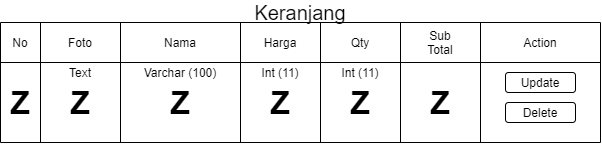 Keranjang
No Foto Nama Harga Qty Sub Total Action
Text Varchar (100) Int (11) Int (11)
Z Z Z Z Z Z
Update
Delete